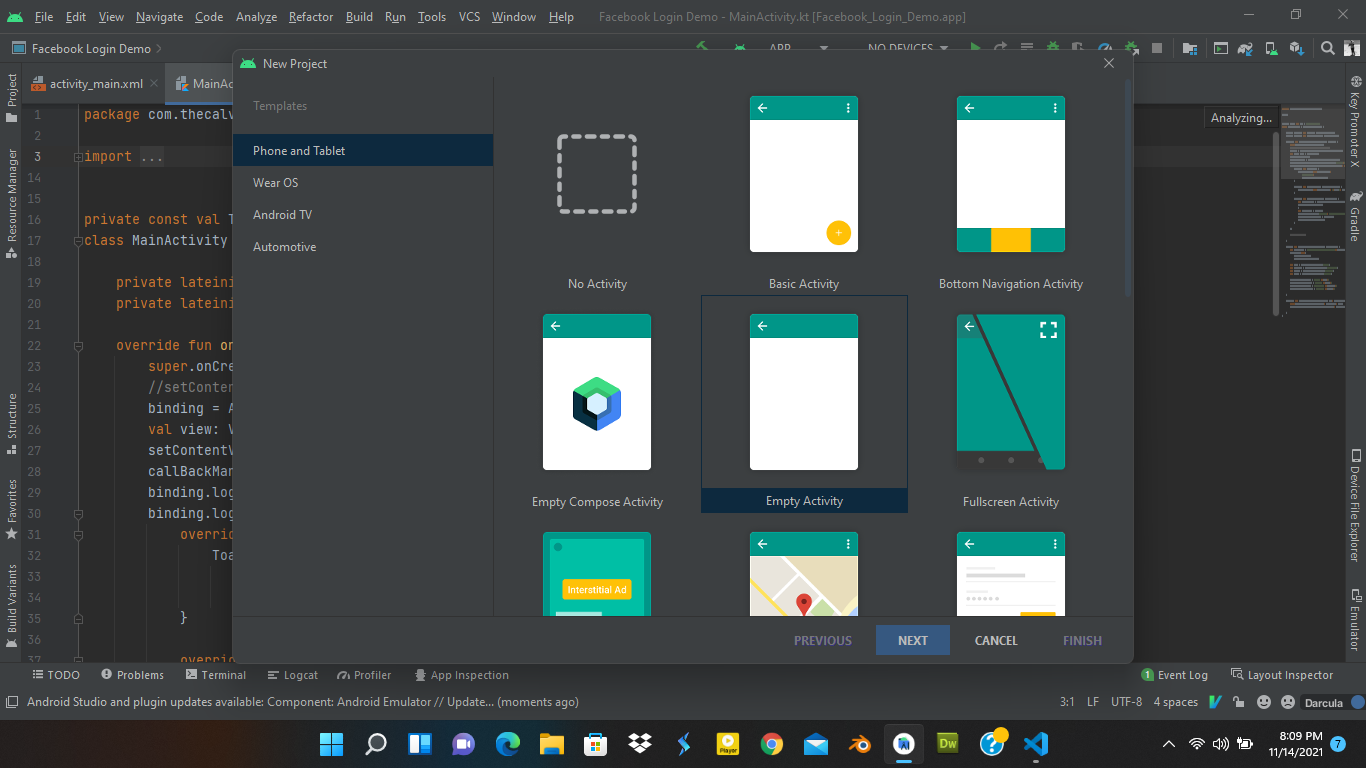 File Edit View Navigate Code Analyze Refactor Build Run Tools VCS Window Help Facebook Login Demo - MainActivity.kt [Facebook_Login_Demo.app]
Facebook Login Demo APP NO DEVICES
New Project
activity_main.xml MainAc
Templates
Phone and Tablet
Wear OS
Android TV
Automotive
No Activity
Basic Activity
Bottom Navigation Activity
Empty Compose Activity
Empty Activity
Fullscreen Activity
Interstitial Ad
PREVIOUS NEXT CANCEL FINISH
Analyzing...
1 package com.thecalv
2
3 import ...
14
15
16 private const val T
17 class MainActivity
18
19 private lateini
20 private lateini
21
22 override fun on
23 super.onCre
24 //setConten
25 binding = A
26 val view: V
27 setContentV
28 callBackMan
29 binding.log
30 binding.log
31 overrid
32 Toa
33
34
35 }
36
37 overrid
Project
Resource Manager
Structure
Favorites
Build Variants
Key Promoter X
Gradle
Device File Explorer
Emulator
TODO Problems Terminal Logcat Profiler App Inspection 1 Event Log Layout Inspector
Android Studio and plugin updates available: Component: Android Emulator // Update... (moments ago) 3:1 LF UTF-8 4 spaces Darcula
Player
Dw
8:09 PM
11/14/2021
7